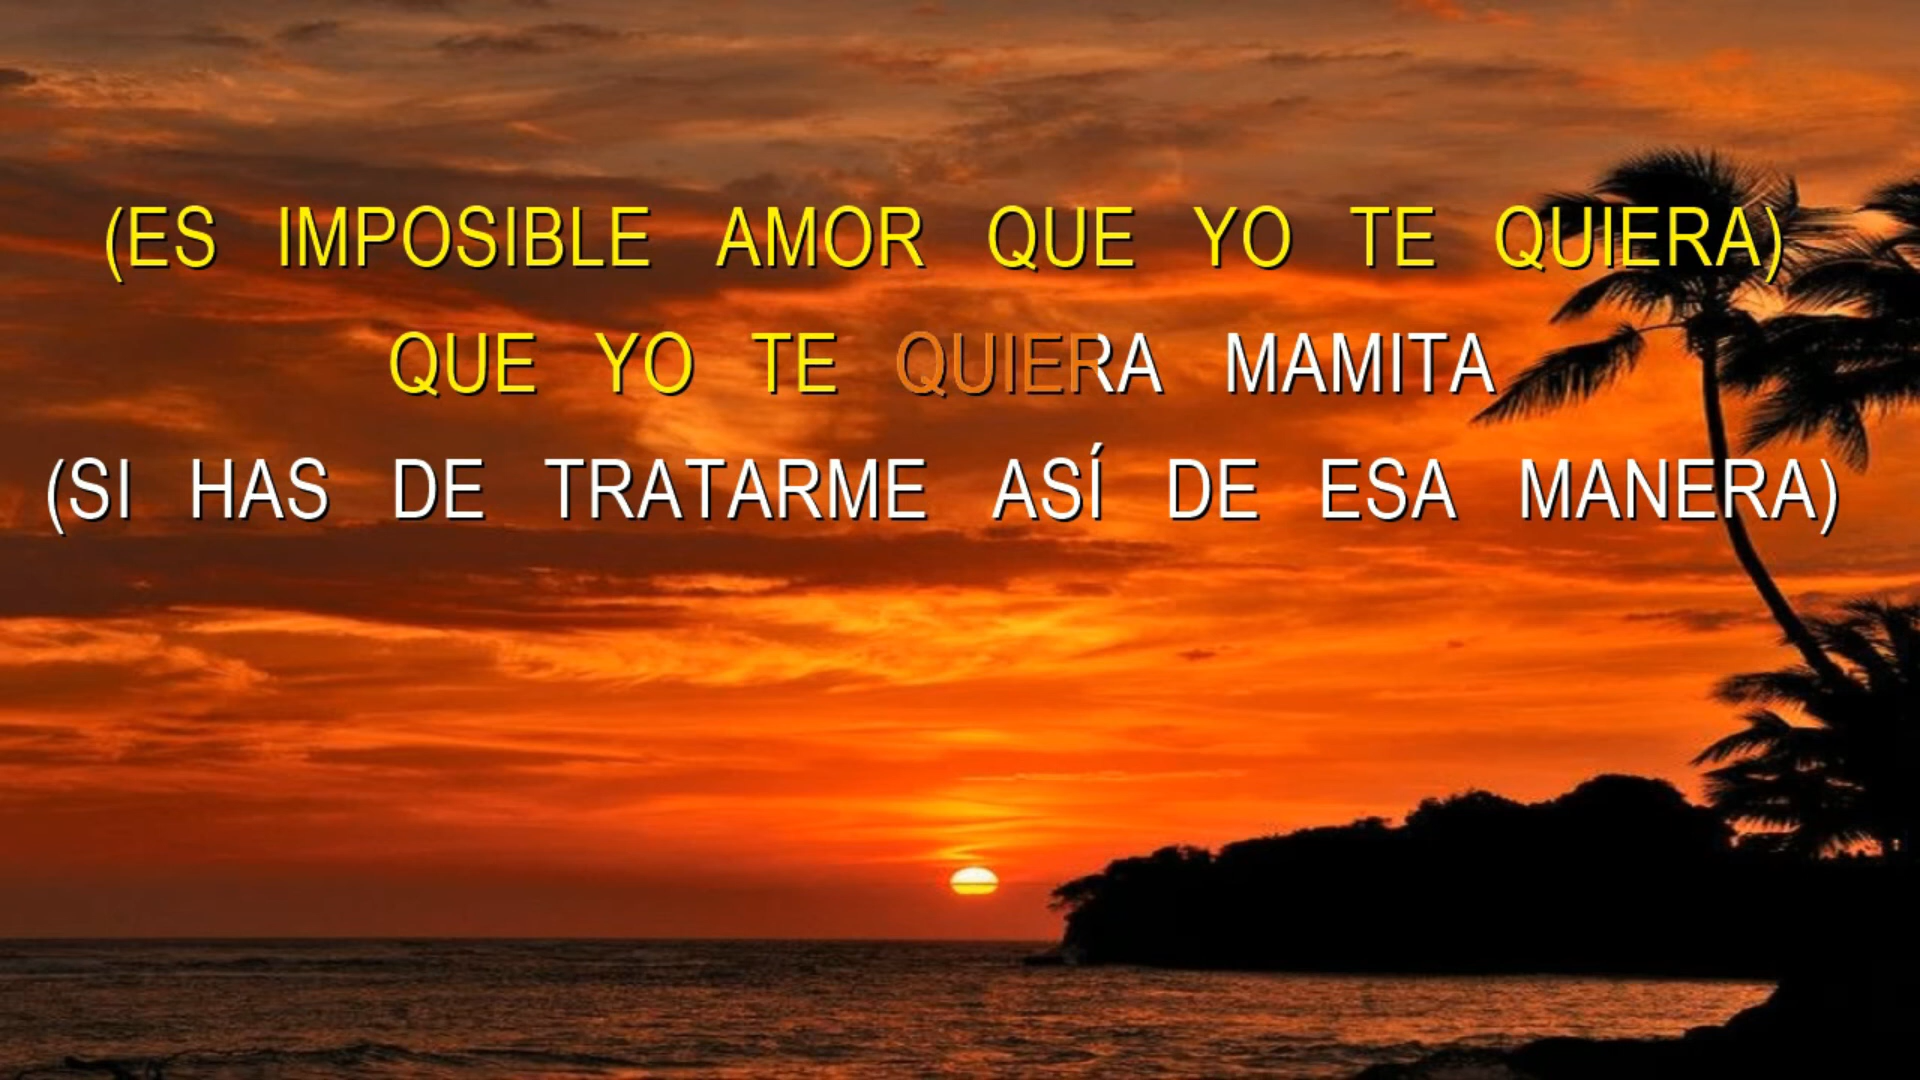 (ES IMPOSIBLE AMOR QUE YO TE QUIERA)
QUE YO TE QUIERA MAMITA
(SI HAS DE TRATARME ASÍ DE ESA MANERA)